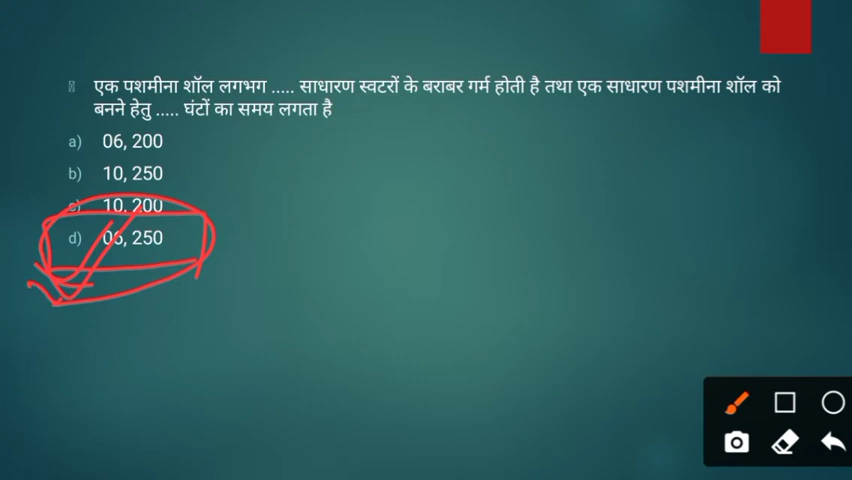 एक पशमीना शॉल लगभग ..... साधारण स्वटरों के बराबर गर्म होती है तथा एक साधारण पशमीना शॉल को
बनने हेतु ..... घंटों का समय लगता है
a) 06, 200
b) 10, 250
c) 10, 200
d) 06, 250